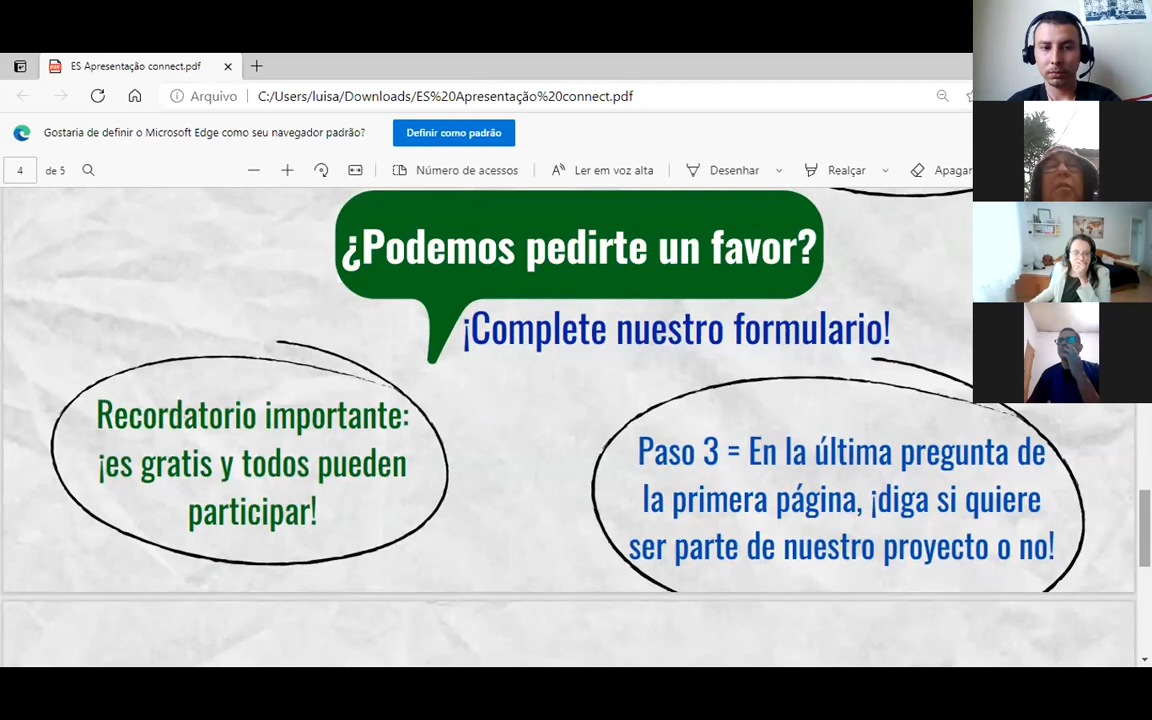 ES Apresentação connect.pdf
Arquivo
C:/Users/luisa/Downloads/ES%20Apresentação%20connect.pdf
Gostaria de definir o Microsoft Edge como seu navegador padrão?
Definir como padrão
4
de 5
Número de acessos
Ler em voz alta
Desenhar
Realçar
Apagar
¿Podemos pedirte un favor?
¡Complete nuestro formulario!
Recordatorio importante:
¡es gratis y todos pueden
participar!
Paso 3 = En la última pregunta de
la primera página, ¡diga si quiere
ser parte de nuestro proyecto o no!